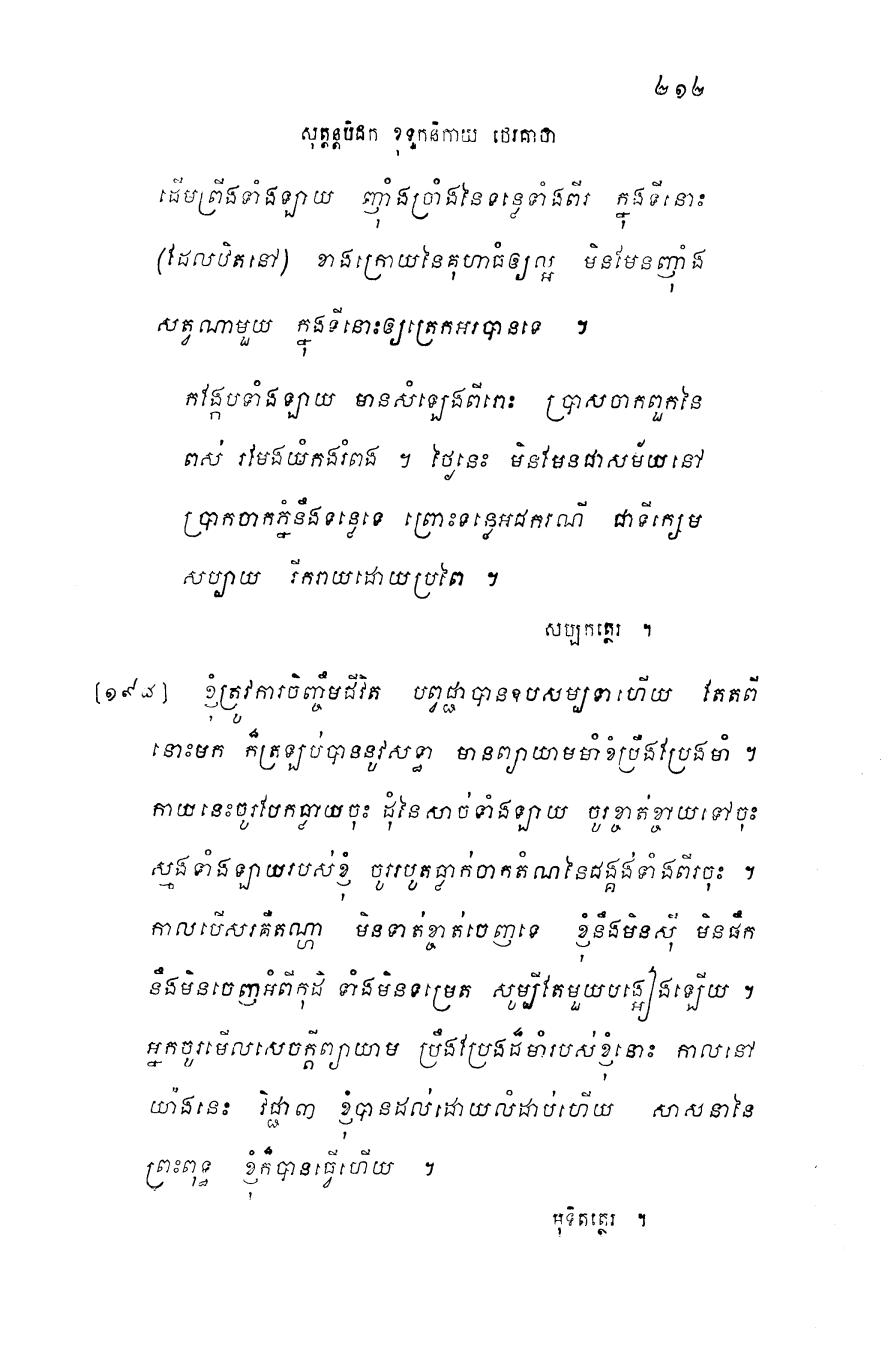 ២១២
សុត្តន្តបិដក ខុទ្ទកនិកាយ ថេរគាថា
ដើមព្រីងទាំងឡាយ ញុំាងច្រាំងនៃទន្លេទាំងពីរ ក្នុងទីនោះ
(ដែលឋិតនៅ) ខាងក្រោយនៃគុហាធំឲ្យល្អ មិនមែនញុំាង
សត្វណាមួយ ក្នុងទីនោះឲ្យត្រេកអរបានទេ ។
កង្កែបទាំងឡាយ មានសំឡេងពីរោះ ប្រាសចាកពួកនៃ
ពស់ រមែងយំកងរំពង ។ ថ្ងៃនេះ មិនមែនជាសម័យនៅ
ប្រាកចាកភ្នំនឹងទន្លេទេ ព្រោះទន្លេអជករណី ជាទីក្សេម
សប្បាយ រីករាយដោយប្រពៃ ។
សប្បកត្ថេរ ។
[១៩៨] ខ្ញុំត្រូវការចិញ្ចឹមជីវិត បព្វជ្ជាបានឧបសម្បទាហើយ តែតពី
នោះមក ក៏ត្រឡប់បាននូវសទ្ធា មានព្យាយាមមាំខំប្រឹងប្រែងមាំ ។
កាយនេះចូរបែកធ្លាយចុះ ដុំនៃសាច់ទាំងឡាយ ចូរខ្ចាត់ខ្ចាយទៅចុះ
ស្មងទាំងឡាយរបស់ខ្ញុំ ចូររបូតធ្លាក់ចាកតំណនៃជង្គង់ទាំងពីរចុះ ។
កាលបើសរគឺតណ្ហា មិនទាត់ខ្ចាត់ចេញទេ ខ្ញុំនឹងមិនស៊ី មិនផឹក
នឹងមិនចេញអំពីកុដិ ទាំងមិនទម្រេត សូម្បីតែមួយបង្អៀងឡើយ ។
អ្នកចូរមើលសេចក្តីព្យាយាម ប្រឹងប្រែងដ៏មាំរបស់ខ្ញុំនោះ កាលនៅ
យ៉ាងនេះ វិជ្ជា៣ ខ្ញុំបានដល់ដោយលំដាប់ហើយ សាសនានៃ
ព្រះពុទ្ធ ខ្ញុំក៏បានធ្វើហើយ ។
មុទិតត្ថេរ ។